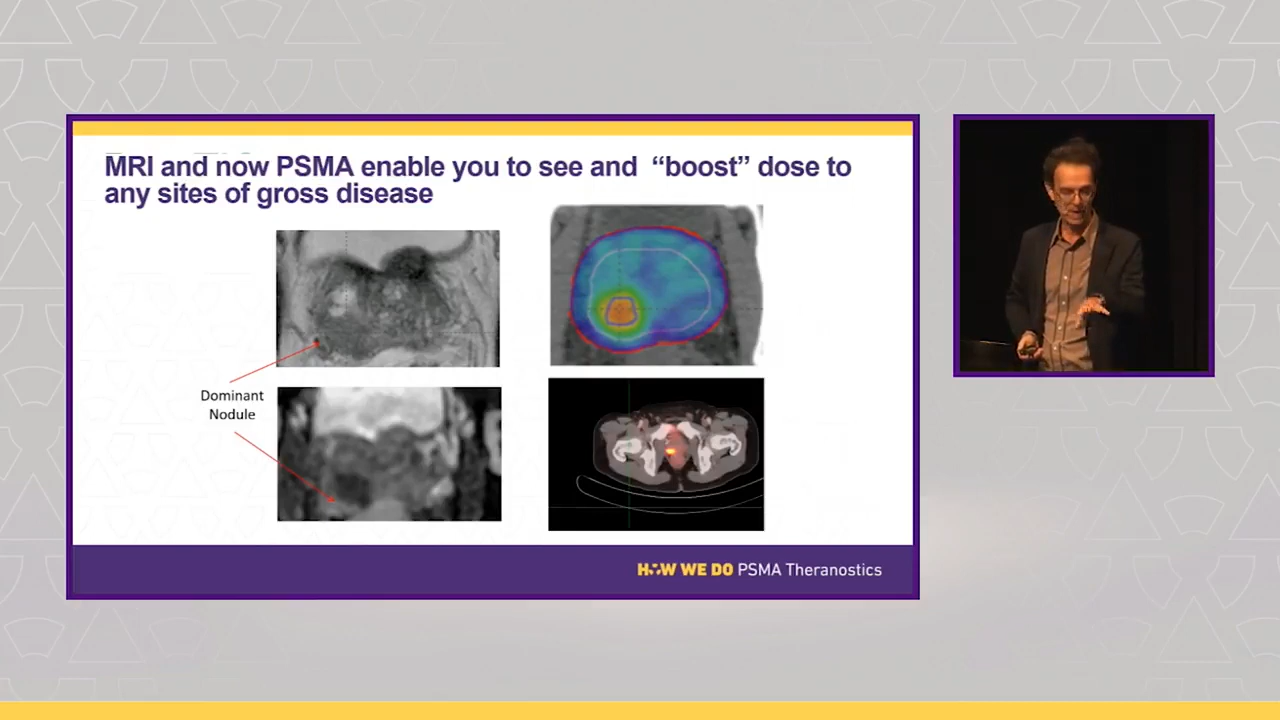 MRI and now PSMA enable you to see and “boost” dose to
any sites of gross disease
Dominant
Nodule
HOW WE DO PSMA Theranostics